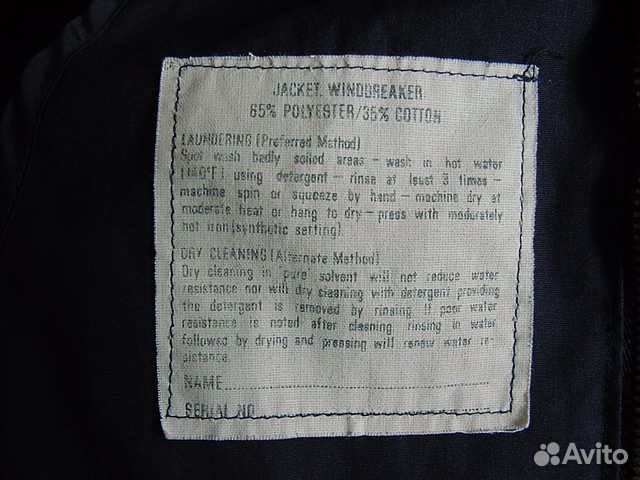 JACKET, WINDBREAKER
65% POLYESTER/35% COTTON
LAUNDERING (Preferred Method)
Spot wash badly soiled areas – wash in hot water
(140°F) using detergent – rinse at least 3 times –
machine spin or squeeze by hand – machine dry at
moderate heat or hang to dry – press with moderately
hot iron (synthetic setting)
DRY CLEANING (Alternate Method)
Dry cleaning in pure solvent will not reduce water
resistance nor will dry cleaning with detergent providing
the detergent is removed by rinsing. If poor water
resistance is noted after cleaning rinsing in water
followed by drying and pressing will renew water re-
sistance.
NAME
SERIAL NO
Avito